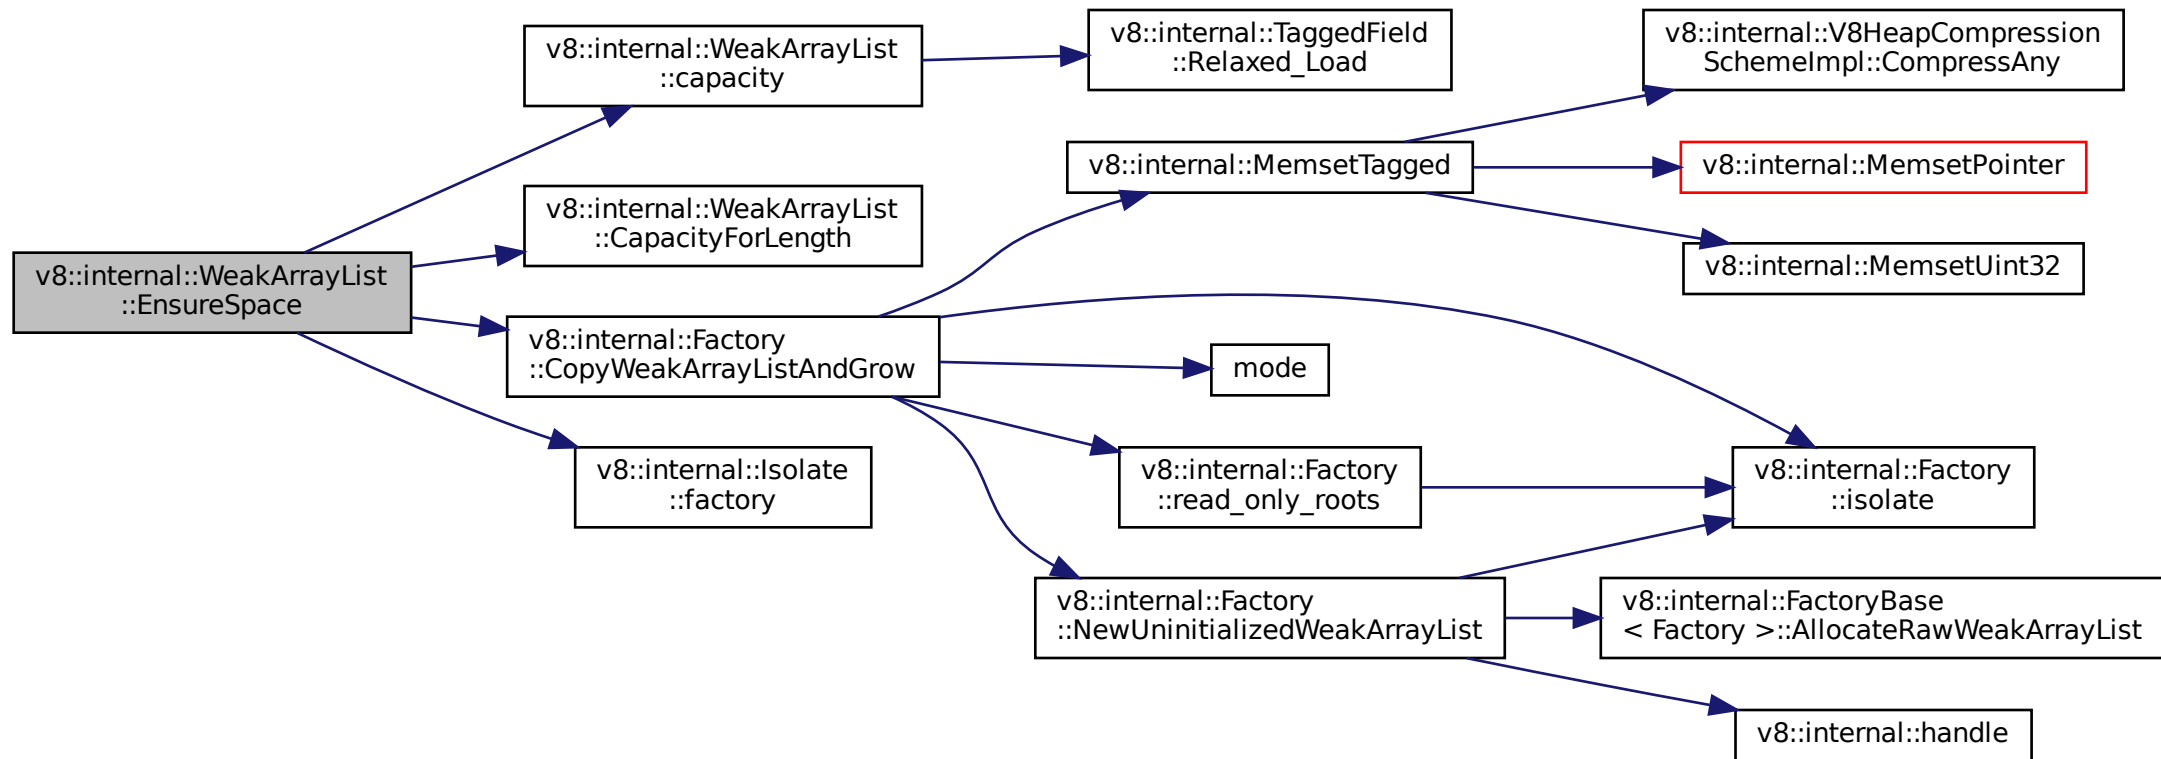 v8::internal::WeakArrayList
::EnsureSpace
v8::internal::WeakArrayList
::capacity
v8::internal::WeakArrayList
::CapacityForLength
v8::internal::Factory
::CopyWeakArrayListAndGrow
v8::internal::Isolate
::factory
v8::internal::TaggedField
::Relaxed_Load
v8::internal::MemsetTagged
mode
v8::internal::Factory
::read_only_roots
v8::internal::Factory
::NewUninitializedWeakArrayList
v8::internal::V8HeapCompression
SchemeImpl::CompressAny
v8::internal::MemsetPointer
v8::internal::MemsetUint32
v8::internal::Factory
::isolate
v8::internal::FactoryBase
< Factory >::AllocateRawWeakArrayList
v8::internal::handle